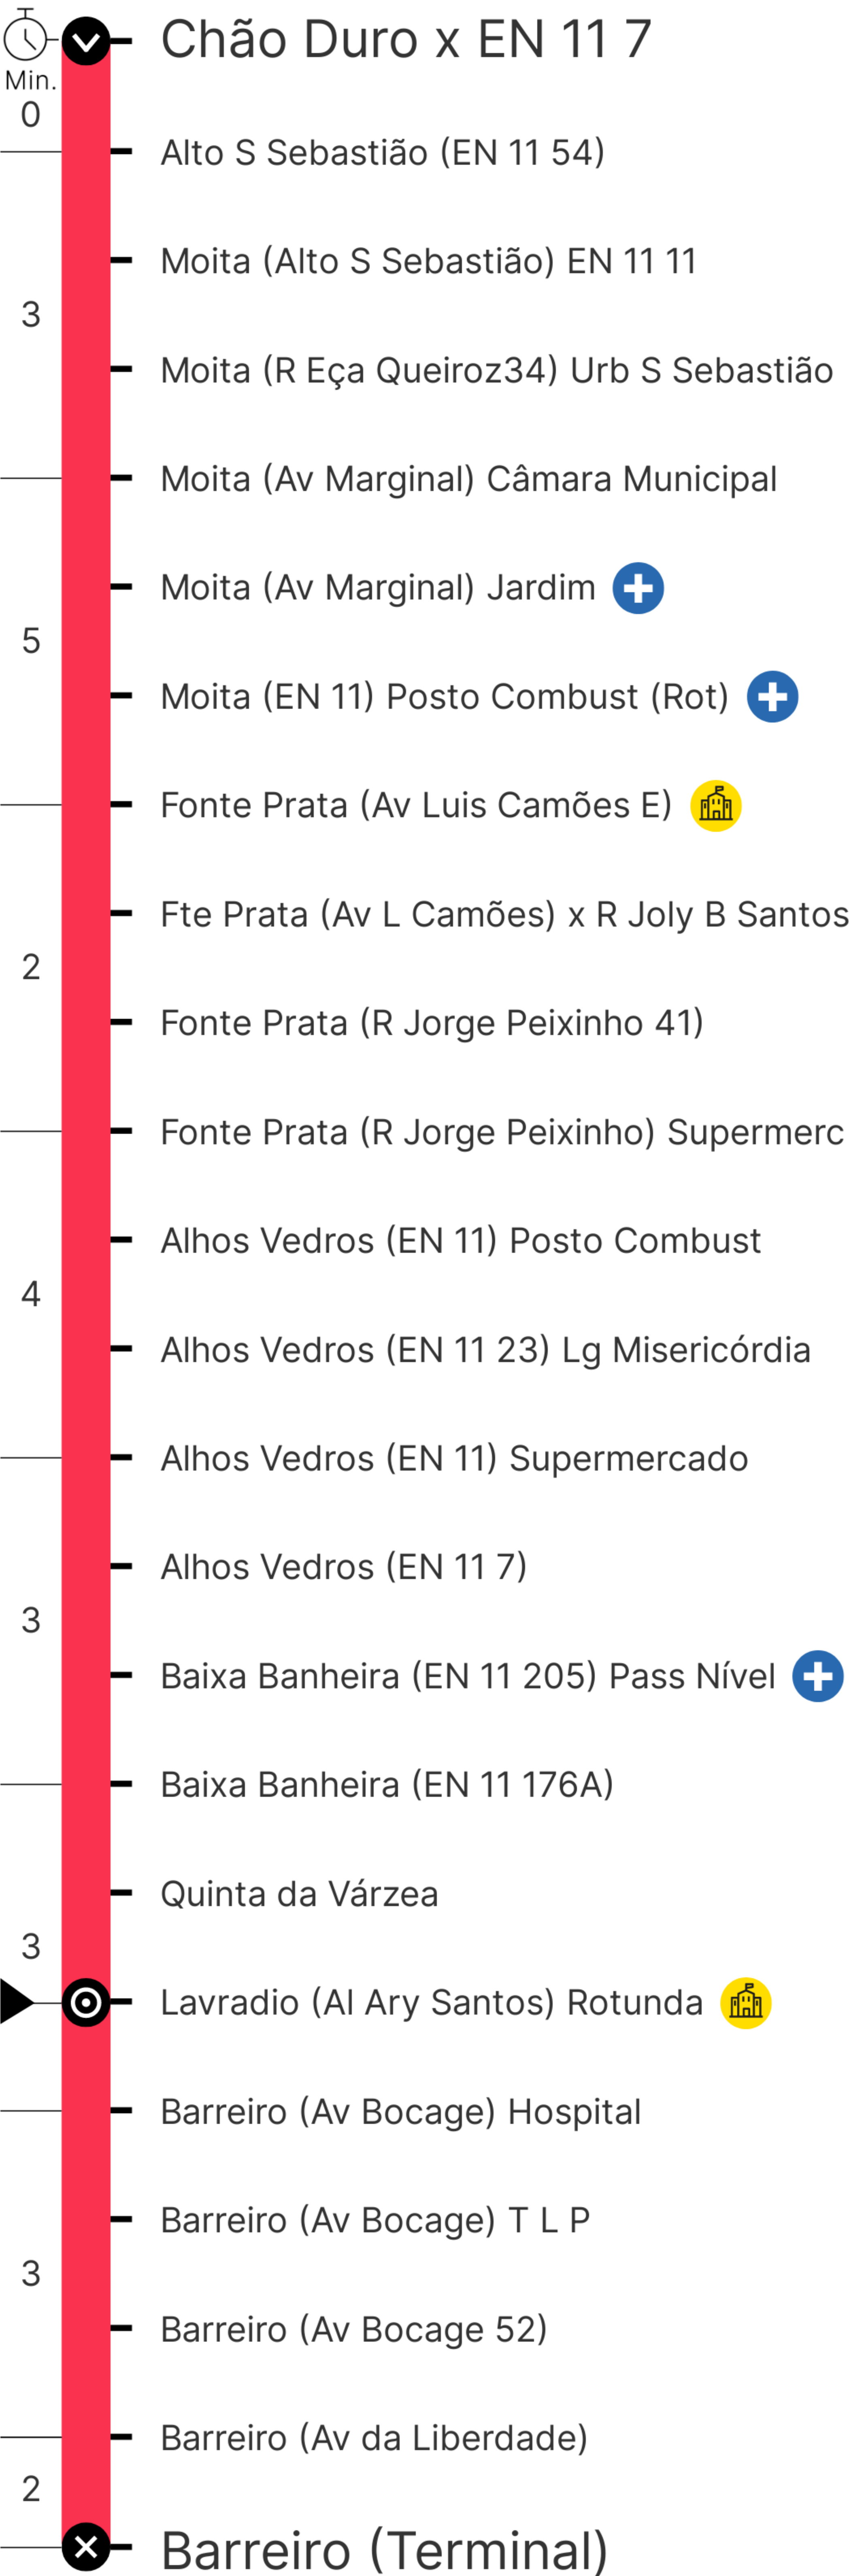 Chão Duro x EN 11 7
Min.
0
Alto S Sebastião (EN 11 54)
Moita (Alto S Sebastião) EN 11 11
3
Moita (R Eça Queiroz34) Urb S Sebastião
Moita (Av Marginal) Câmara Municipal
Moita (Av Marginal) Jardim
5
Moita (EN 11) Posto Combust (Rot)
Fonte Prata (Av Luis Camões E)
Fte Prata (Av L Camões) x R Joly B Santos
2
Fonte Prata (R Jorge Peixinho 41)
Fonte Prata (R Jorge Peixinho) Supermerc
Alhos Vedros (EN 11) Posto Combust
4
Alhos Vedros (EN 11 23) Lg Misericórdia
Alhos Vedros (EN 11) Supermercado
Alhos Vedros (EN 11 7)
3
Baixa Banheira (EN 11 205) Pass Nível
Baixa Banheira (EN 11 176A)
Quinta da Várzea
3
Lavradio (Al Ary Santos) Rotunda
Barreiro (Av Bocage) Hospital
Barreiro (Av Bocage) T L P
3
Barreiro (Av Bocage 52)
Barreiro (Av da Liberdade)
2
Barreiro (Terminal)